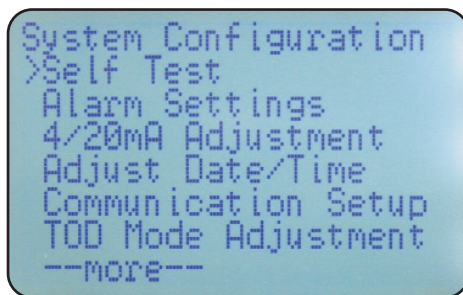 System Configuration
>Self Test
Alarm Settings
4/20mA Adjustment
Adjust Date/Time
Communication Setup
TOD Mode Adjustment
--more--